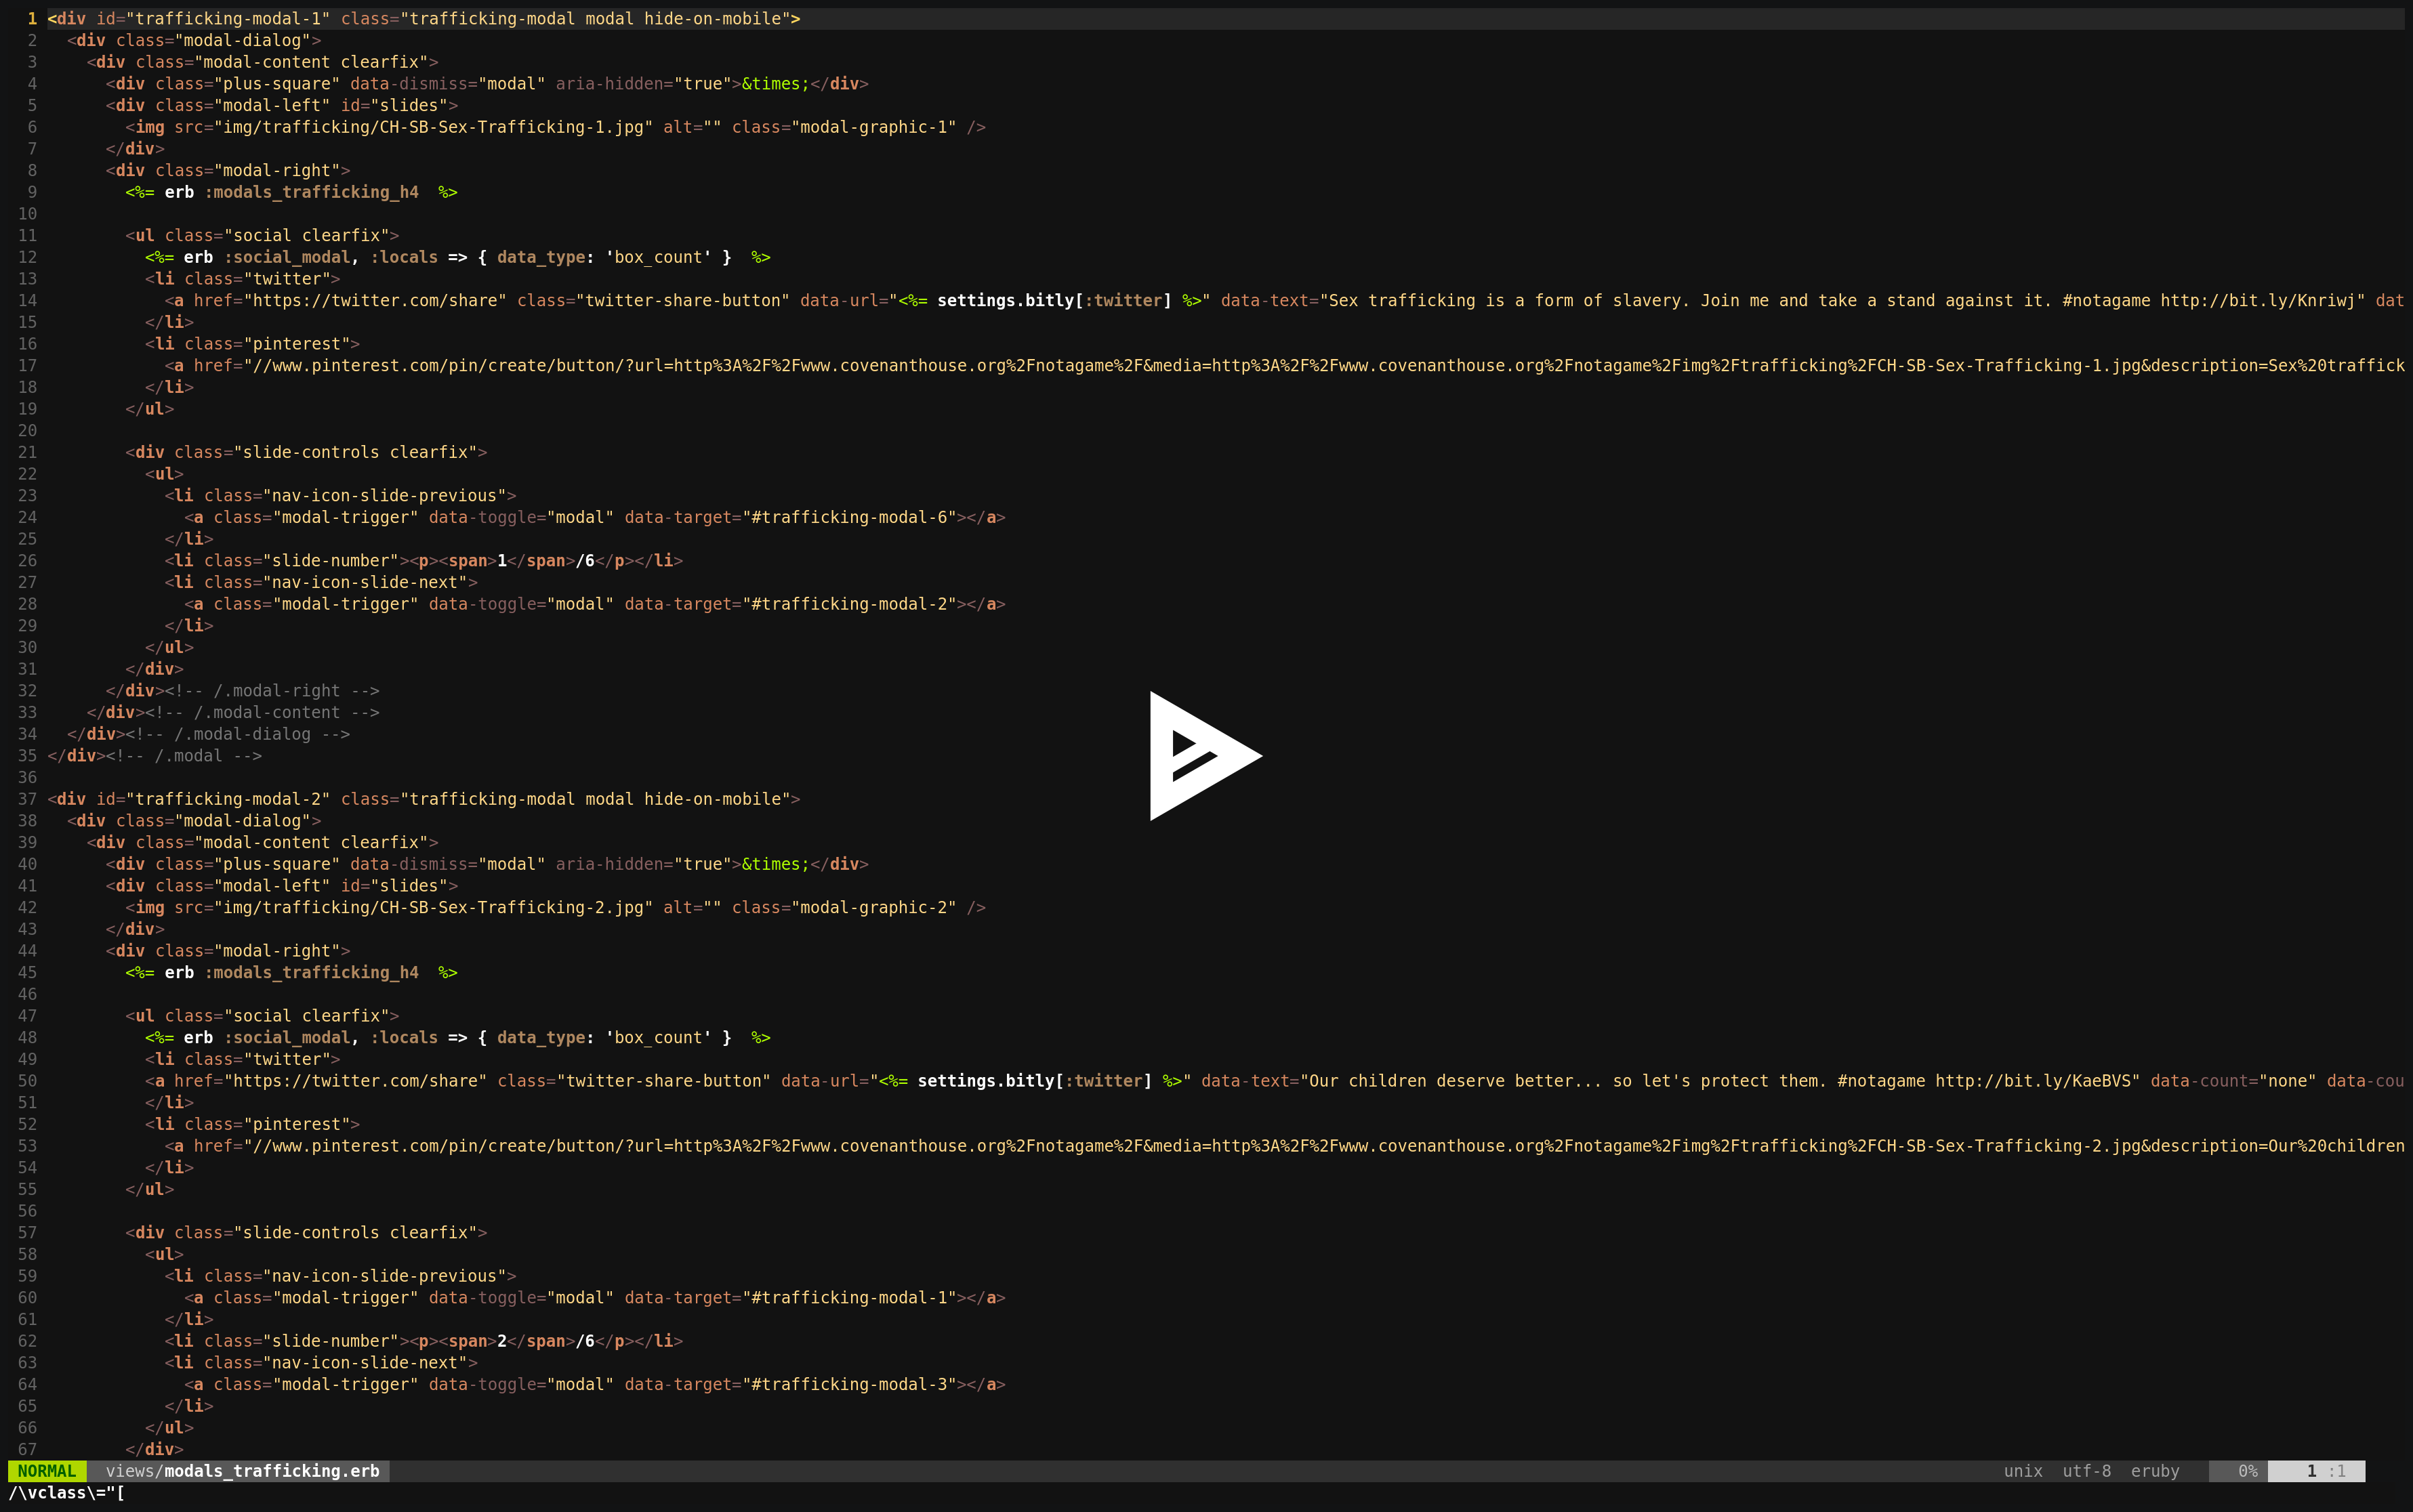 1 <div id="trafficking-modal-1" class="trafficking-modal modal hide-on-mobile">
2   <div class="modal-dialog">
3     <div class="modal-content clearfix">
4       <div class="plus-square" data-dismiss="modal" aria-hidden="true">&times;</div>
5       <div class="modal-left" id="slides">
6         <img src="img/trafficking/CH-SB-Sex-Trafficking-1.jpg" alt="" class="modal-graphic-1" />
7       </div>
8       <div class="modal-right">
9         <%= erb :modals_trafficking_h4  %>
10
11         <ul class="social clearfix">
12           <%= erb :social_modal, :locals => { data_type: 'box_count' }  %>
13           <li class="twitter">
14             <a href="https://twitter.com/share" class="twitter-share-button" data-url="<%= settings.bitly[:twitter] %>" data-text="Sex trafficking is a form of slavery. Join me and take a stand against it. #notagame http://bit.ly/Knriwj" dat
15           </li>
16           <li class="pinterest">
17             <a href="//www.pinterest.com/pin/create/button/?url=http%3A%2F%2Fwww.covenanthouse.org%2Fnotagame%2F&media=http%3A%2F%2Fwww.covenanthouse.org%2Fnotagame%2Fimg%2Ftrafficking%2FCH-SB-Sex-Trafficking-1.jpg&description=Sex%20traffick
18           </li>
19         </ul>
20
21         <div class="slide-controls clearfix">
22           <ul>
23             <li class="nav-icon-slide-previous">
24               <a class="modal-trigger" data-toggle="modal" data-target="#trafficking-modal-6"></a>
25             </li>
26             <li class="slide-number"><p><span>1</span>/6</p></li>
27             <li class="nav-icon-slide-next">
28               <a class="modal-trigger" data-toggle="modal" data-target="#trafficking-modal-2"></a>
29             </li>
30           </ul>
31         </div>
32       </div><!-- /.modal-right -->
33     </div><!-- /.modal-content -->
34   </div><!-- /.modal-dialog -->
35 </div><!-- /.modal -->
36
37 <div id="trafficking-modal-2" class="trafficking-modal modal hide-on-mobile">
38   <div class="modal-dialog">
39     <div class="modal-content clearfix">
40       <div class="plus-square" data-dismiss="modal" aria-hidden="true">&times;</div>
41       <div class="modal-left" id="slides">
42         <img src="img/trafficking/CH-SB-Sex-Trafficking-2.jpg" alt="" class="modal-graphic-2" />
43       </div>
44       <div class="modal-right">
45         <%= erb :modals_trafficking_h4  %>
46
47         <ul class="social clearfix">
48           <%= erb :social_modal, :locals => { data_type: 'box_count' }  %>
49           <li class="twitter">
50           <a href="https://twitter.com/share" class="twitter-share-button" data-url="<%= settings.bitly[:twitter] %>" data-text="Our children deserve better... so let's protect them. #notagame http://bit.ly/KaeBVS" data-count="none" data-cou
51           </li>
52           <li class="pinterest">
53             <a href="//www.pinterest.com/pin/create/button/?url=http%3A%2F%2Fwww.covenanthouse.org%2Fnotagame%2F&media=http%3A%2F%2Fwww.covenanthouse.org%2Fnotagame%2Fimg%2Ftrafficking%2FCH-SB-Sex-Trafficking-2.jpg&description=Our%20children
54           </li>
55         </ul>
56
57         <div class="slide-controls clearfix">
58           <ul>
59             <li class="nav-icon-slide-previous">
60               <a class="modal-trigger" data-toggle="modal" data-target="#trafficking-modal-1"></a>
61             </li>
62             <li class="slide-number"><p><span>2</span>/6</p></li>
63             <li class="nav-icon-slide-next">
64               <a class="modal-trigger" data-toggle="modal" data-target="#trafficking-modal-3"></a>
65             </li>
66           </ul>
67         </div>
NORMAL  views/modals_trafficking.erb  unix  utf-8  eruby  0%  1 :1
/\vclass\="[